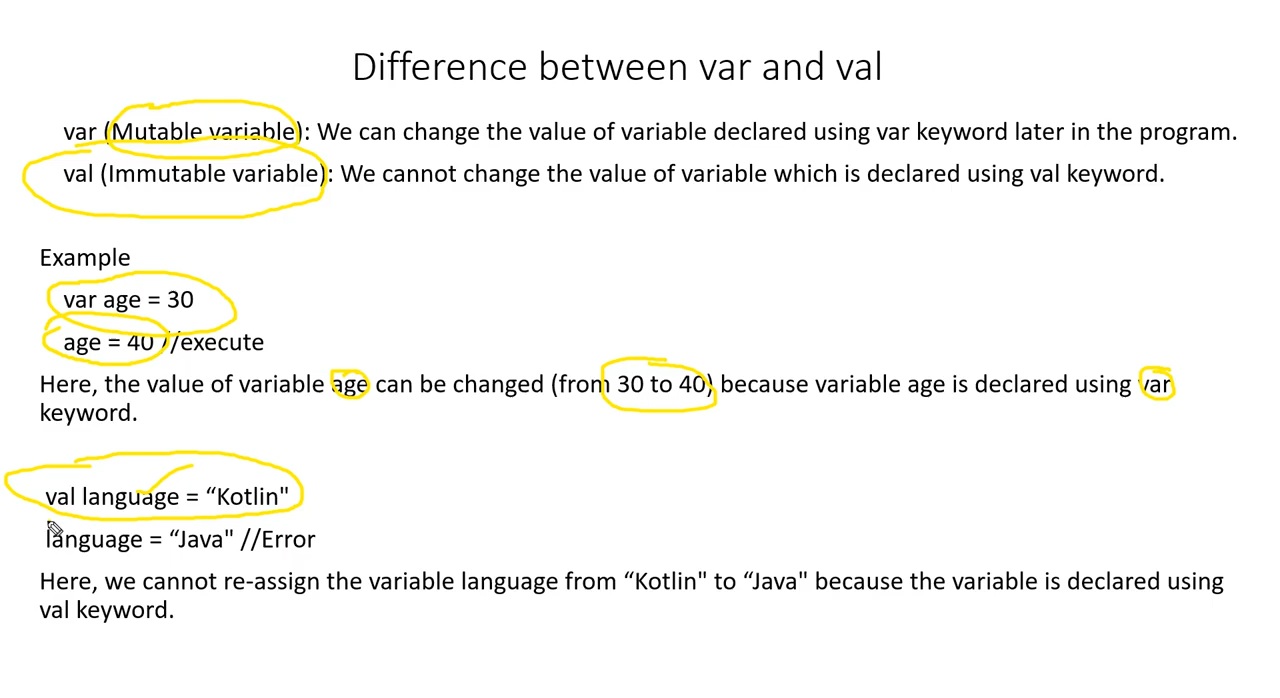 Difference between var and val
var (Mutable variable): We can change the value of variable declared using var keyword later in the program.
val (Immutable variable): We cannot change the value of variable which is declared using val keyword.
Example
var age = 30
age = 40 //execute
Here, the value of variable age can be changed (from 30 to 40) because variable age is declared using var
keyword.
val language = “Kotlin"
language = “Java" //Error
Here, we cannot re-assign the variable language from “Kotlin" to “Java" because the variable is declared using
val keyword.